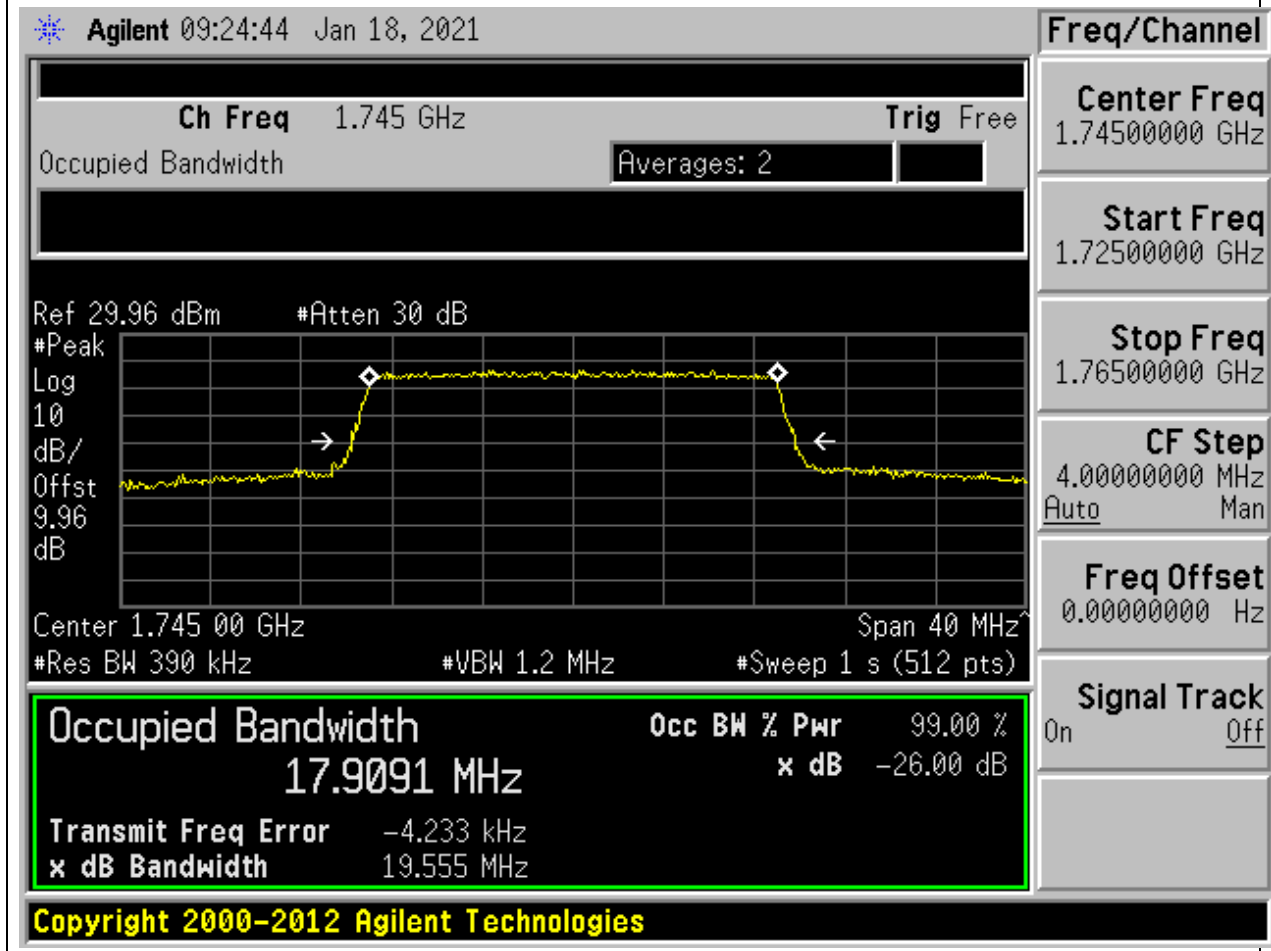 Agilent 09:24:44 Jan 18, 2021
Freq/Channel
Ch Freq 1.745 GHz Trig Free
Occupied Bandwidth Averages: 2
Ref 29.96 dBm #Atten 30 dB
#Peak
Log
10
dB/
Offst
9.96
dB
Center 1.745 00 GHz Span 40 MHz^
#Res BW 390 kHz #VBW 1.2 MHz #Sweep 1 s (512 pts)
Occupied Bandwidth
17.9091 MHz
Occ BW % Pwr 99.00 %
x dB -26.00 dB
Transmit Freq Error -4.233 kHz
x dB Bandwidth 19.555 MHz
Center Freq
1.74500000 GHz
Start Freq
1.72500000 GHz
Stop Freq
1.76500000 GHz
CF Step
4.00000000 MHz
Auto Man
Freq Offset
0.00000000 Hz
Signal Track
On Off
Copyright 2000-2012 Agilent Technologies